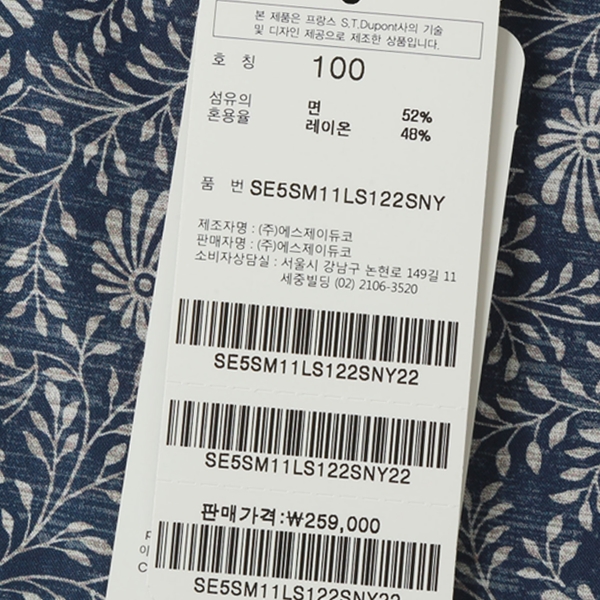 본 제품은 프랑스 S.T.Dupont사의 기술
및 디자인 제공으로 제조한 상품입니다.
호 칭 100
섬유의 면 52%
혼용율 레이온 48%
품 번 SE5SM11LS122SNY
제조자명 : (주)에스제이듀코
판매자명 : (주)에스제이듀코
소비자상담실 : 서울시 강남구 논현로 149길 11
세중빌딩 (02) 2106-3520
SE5SM11LS122SNY22
SE5SM11LS122SNY22
판매가격:₩259,000
SE5SM11LS122SNY22